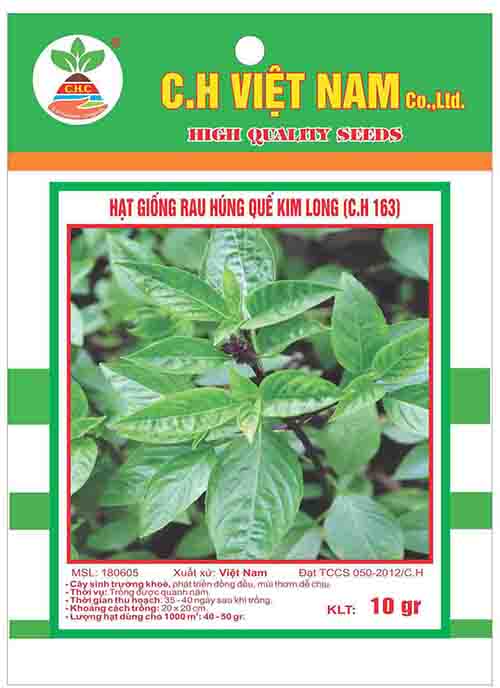 ®
C.H.C
C.H VIỆT NAM Co.,Ltd.
HIGH QUALITY SEEDS
HẠT GIỐNG RAU HÚNG QUẾ KIM LONG (C.H 163)
MSL: 180605 Xuất xứ: Việt Nam Đạt TCCS 050-2012/C.H
- Cây sinh trưởng khoẻ, phát triển đồng đều, mùi thơm dễ chịu.
- Thời vụ: Trồng được quanh năm.
- Thời gian thu hoạch: 35 - 40 ngày sau khi trồng.
- Khoảng cách trồng: 20 x 20 cm.
- Lượng hạt dùng cho 1000 m²: 40 - 50 gr.
KLT: 10 gr